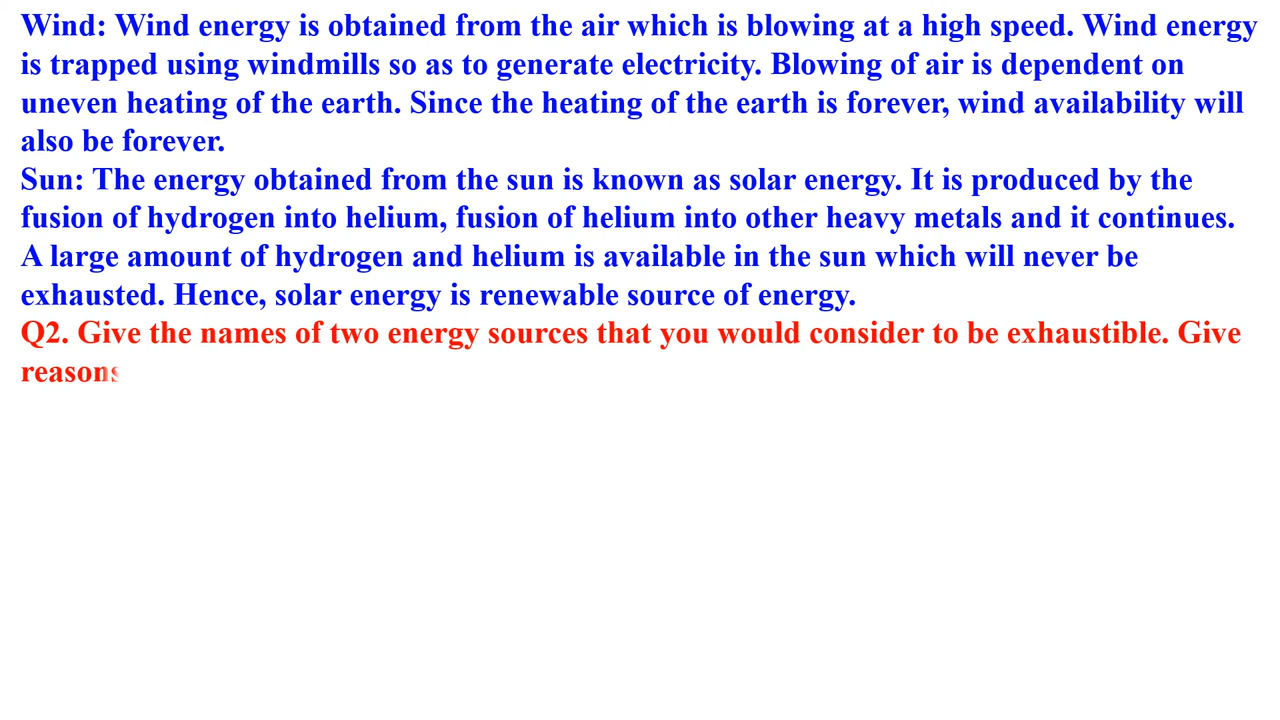 Wind: Wind energy is obtained from the air which is blowing at a high speed. Wind energy
is trapped using windmills so as to generate electricity. Blowing of air is dependent on
uneven heating of the earth. Since the heating of the earth is forever, wind availability will
also be forever.
Sun: The energy obtained from the sun is known as solar energy. It is produced by the
fusion of hydrogen into helium, fusion of helium into other heavy metals and it continues.
A large amount of hydrogen and helium is available in the sun which will never be
exhausted. Hence, solar energy is renewable source of energy.
Q2. Give the names of two energy sources that you would consider to be exhaustible. Give
reasons